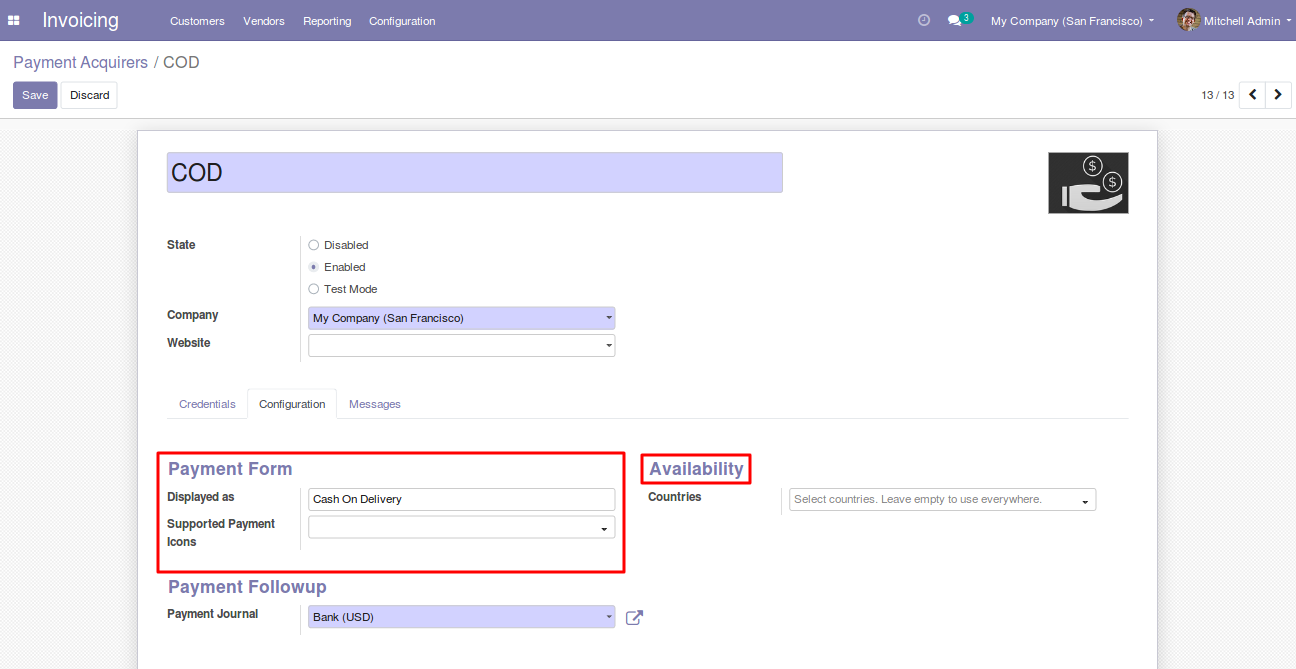 Invoicing Customers Vendors Reporting Configuration 3 My Company (San Francisco) Mitchell Admin
Payment Acquirers / COD
Save Discard 13 / 13
COD
$
$
State
Disabled
Enabled
Test Mode
Company My Company (San Francisco)
Website
Credentials Configuration Messages
Payment Form
Displayed as Cash On Delivery
Supported Payment
Icons
Availability
Countries Select countries. Leave empty to use everywhere.
Payment Followup
Payment Journal Bank (USD)